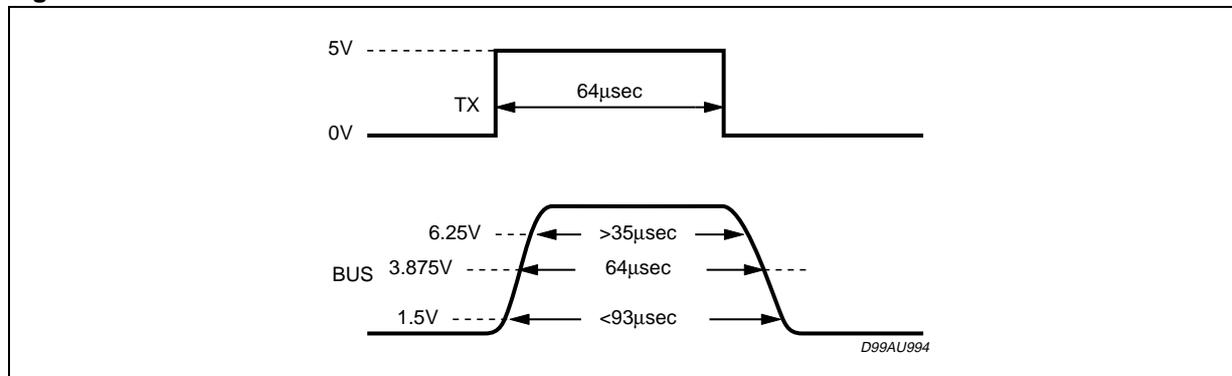 5V
TX
64μsec
0V
6.25V
>35μsec
BUS
3.875V
64μsec
1.5V
<93μsec
D99AU994